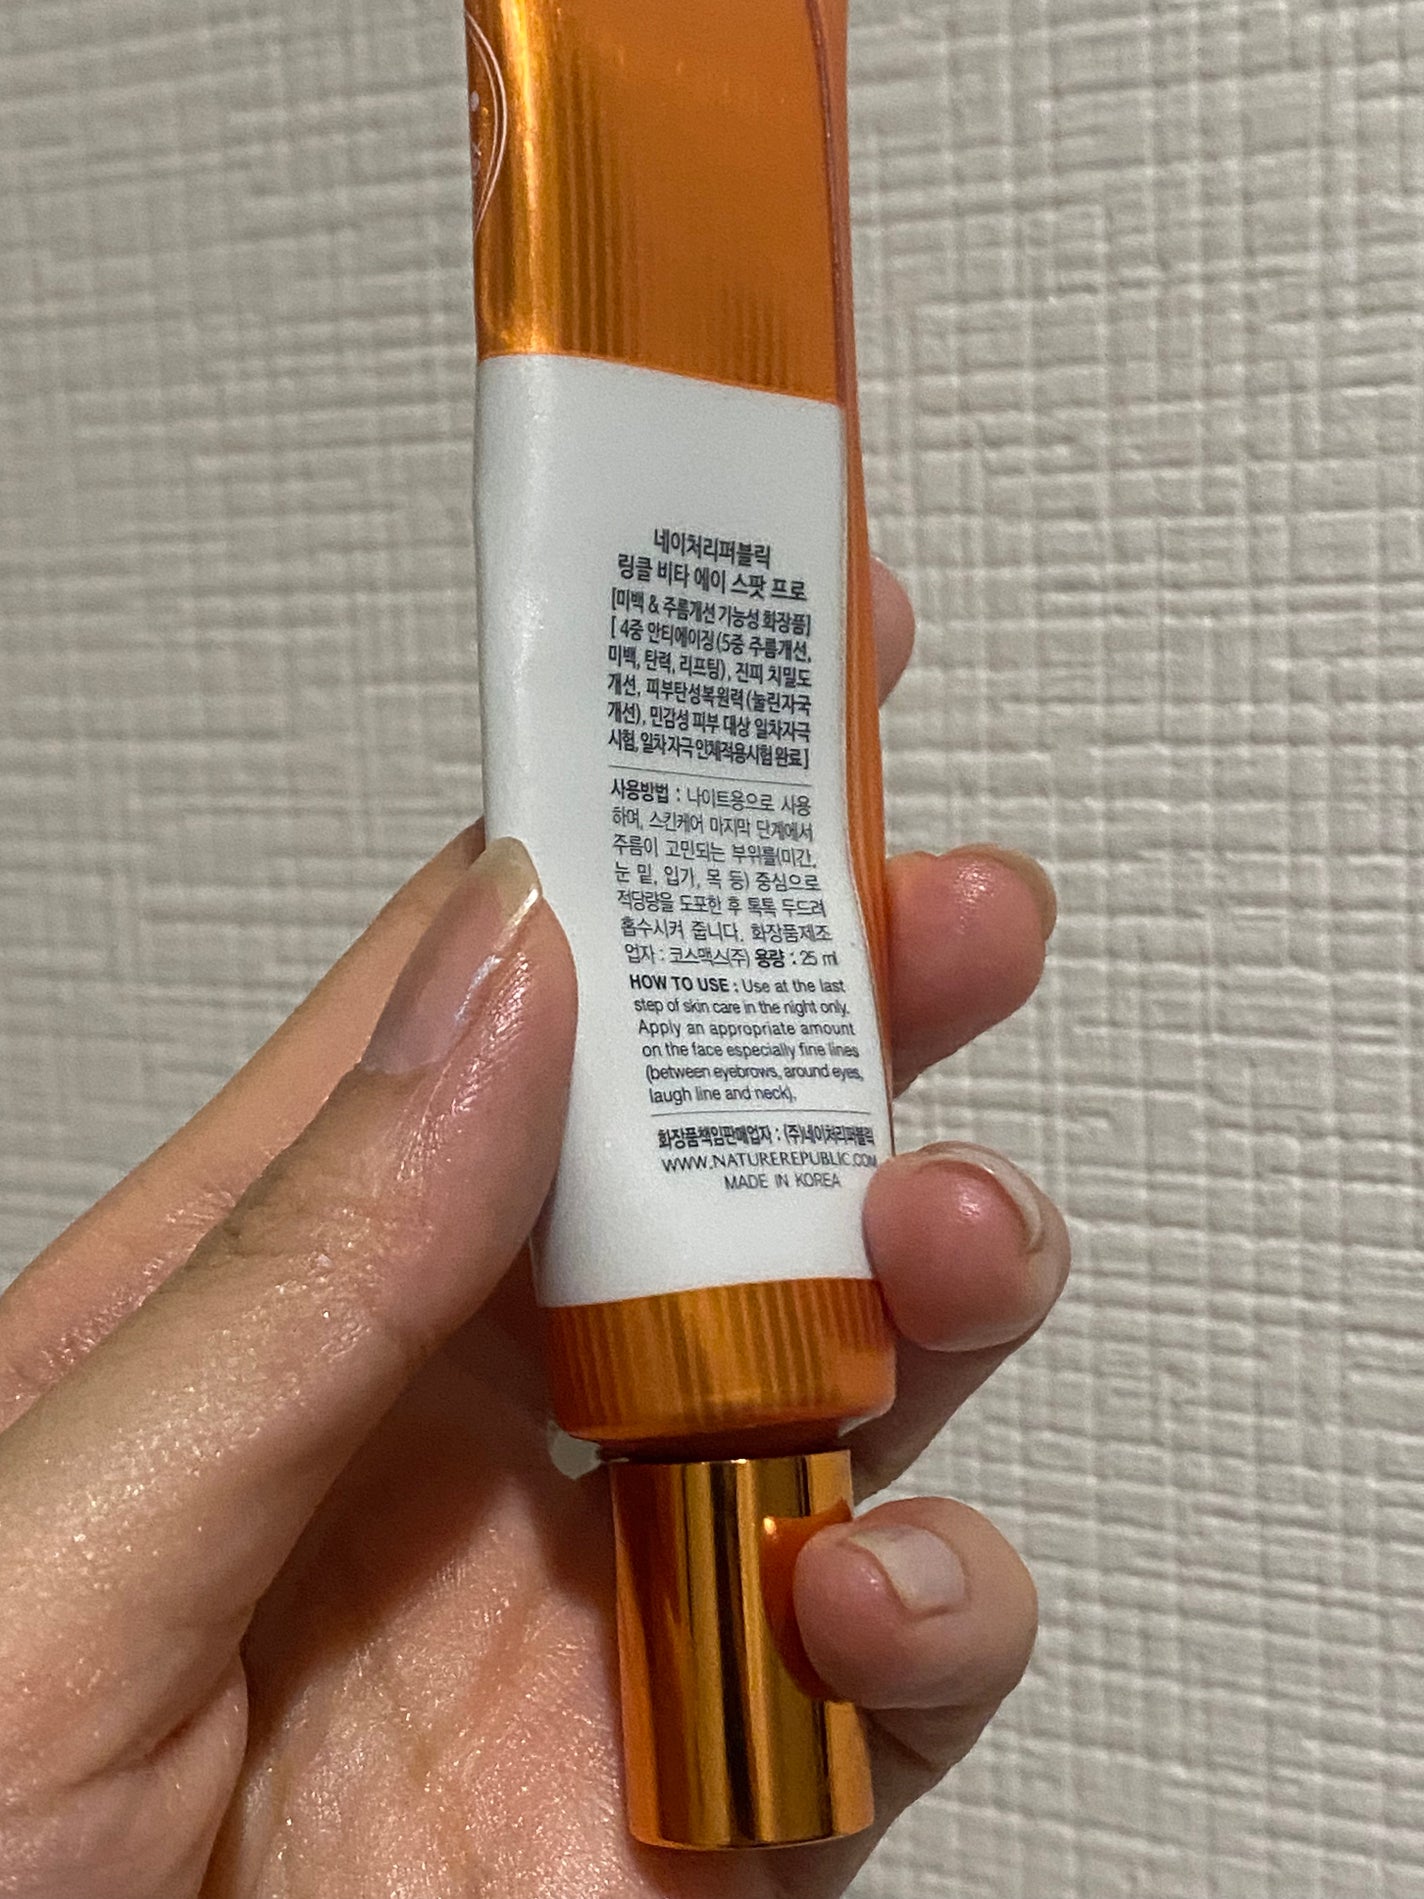 네이처리퍼블릭
링클 비타 에이 스팟 프로
[미백 & 주름개선 기능성 화장품]
[ 4중 안티에이징(5중 주름개선,
미백, 탄력, 리프팅), 진피 치밀도
개선, 피부탄성복원력(눌린자국
개선), 민감성 피부 대상 일차자극
시험, 일차자극 인체적용시험 완료]
사용방법 : 나이트용으로 사용
하며, 스킨케어 마지막 단계에서
주름이 고민되는 부위를(미간,
눈 밑, 입가, 목 등) 중심으로
적당량을 도포한 후 톡톡 두드려
흡수시켜 줍니다. 화장품제조
업자 : 코스맥스(주) 용량 : 25 ml
HOW TO USE : Use at the last
step of skin care in the night only.
Apply an appropriate amount
on the face especially fine lines
(between eyebrows, around eyes,
laugh line and neck).
화장품책임판매업자 : (주)네이처리퍼블릭
WWW.NATUREREPUBLIC.COM
MADE IN KOREA